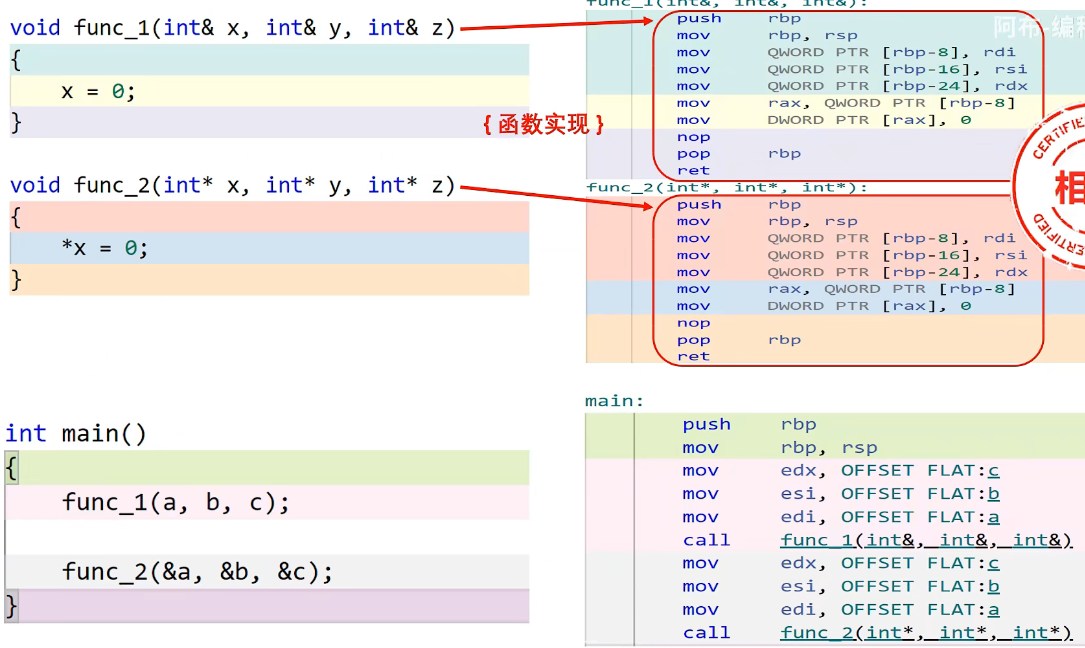 void func_1(int& x, int& y, int& z)
{
x = 0;
}
{ 函数实现 }
void func_2(int* x, int* y, int* z)
{
*x = 0;
}
int main()
{
func_1(a, b, c);
func_2(&a, &b, &c);
}
func_1(int&, int&, int&):
push rbp
mov rbp, rsp
mov QWORD PTR [rbp-8], rdi
mov QWORD PTR [rbp-16], rsi
mov QWORD PTR [rbp-24], rdx
mov rax, QWORD PTR [rbp-8]
mov DWORD PTR [rax], 0
nop
pop rbp
ret
func_2(int*, int*, int*):
push rbp
mov rbp, rsp
mov QWORD PTR [rbp-8], rdi
mov QWORD PTR [rbp-16], rsi
mov QWORD PTR [rbp-24], rdx
mov rax, QWORD PTR [rbp-8]
mov DWORD PTR [rax], 0
nop
pop rbp
ret
main:
push rbp
mov rbp, rsp
mov edx, OFFSET FLAT:c
mov esi, OFFSET FLAT:b
mov edi, OFFSET FLAT:a
call func_1(int&, int&, int&)
mov edx, OFFSET FLAT:c
mov esi, OFFSET FLAT:b
mov edi, OFFSET FLAT:a
call func_2(int*, int*, int*)
阿布编
CERTIFIE
相
CERTIFIED